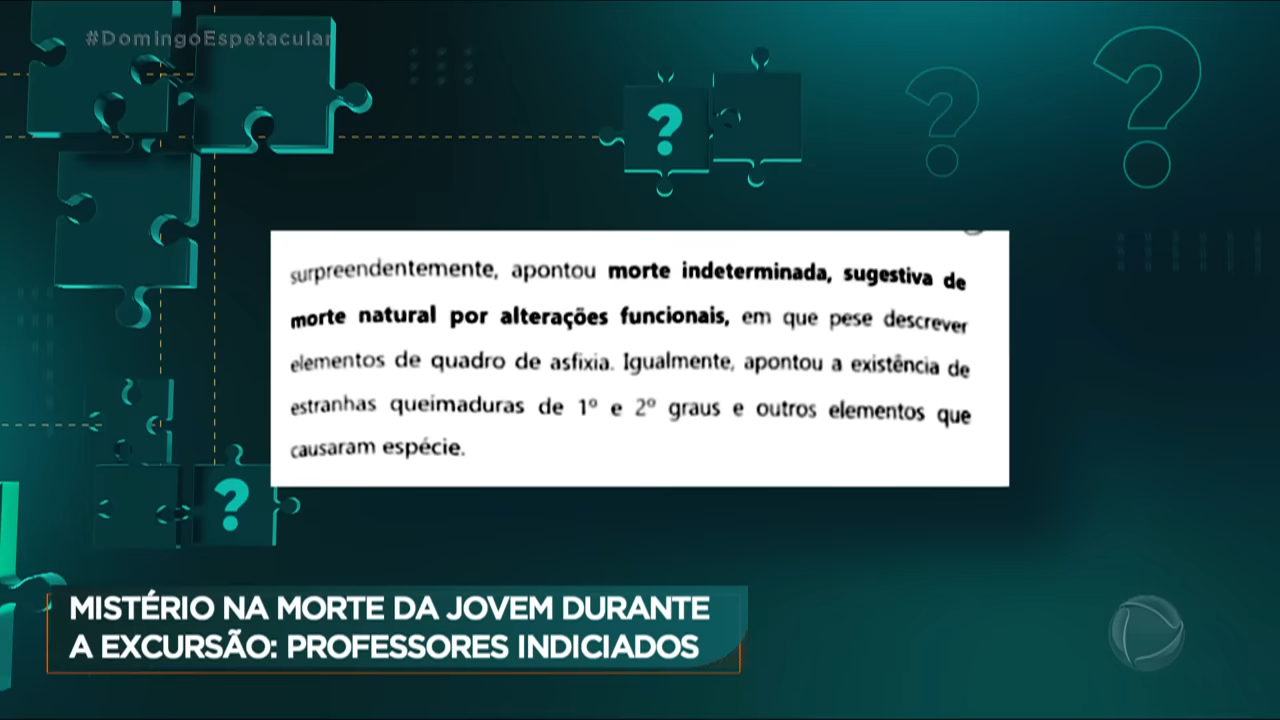 #DomingoEspetacular
?
?
?
surpreendentemente, apontou morte indeterminada, sugestiva de
morte natural por alterações funcionais, em que pese descrever
elementos de quadro de asfixia. Igualmente, apontou a existência de
estranhas queimaduras de 1º e 2º graus e outros elementos que
causaram espécie.
?
MISTÉRIO NA MORTE DA JOVEM DURANTE
A EXCURSÃO: PROFESSORES INDICIADOS